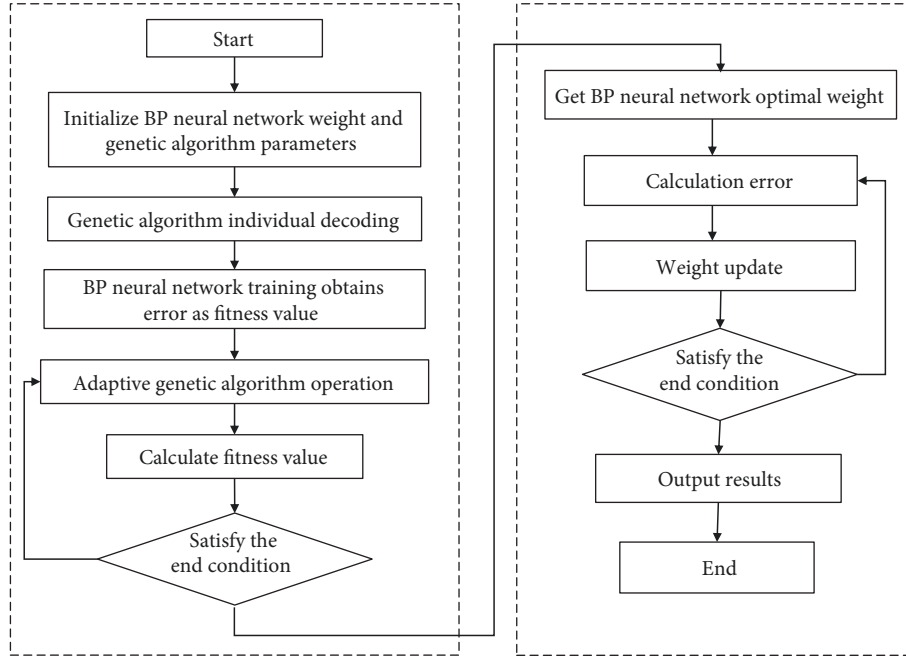 Start
Initialize BP neural network weight and
genetic algorithm parameters
Genetic algorithm individual decoding
BP neural network training obtains
error as fitness value
Adaptive genetic algorithm operation
Calculate fitness value
Satisfy the
end condition
Get BP neural network optimal weight
Calculation error
Weight update
Satisfy the
end condition
Output results
End